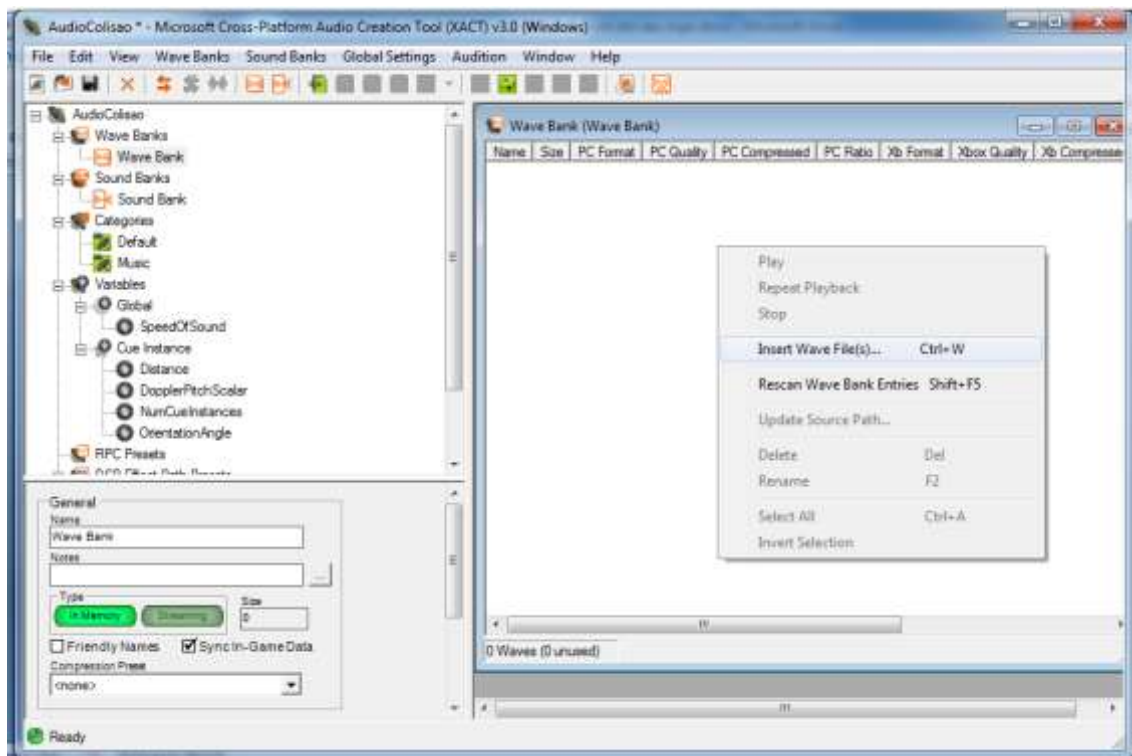 AudioColisao * - Microsoft Cross-Platform Audio Creation Tool (XACT) v3.0 (Windows)
File Edit View Wave Banks Sound Banks Global Settings Audition Window Help
AudioColisao
Wave Banks
Wave Bank
Sound Banks
Sound Bank
Categories
Default
Music
Variables
Global
SpeedOfSound
Cue Instance
Distance
DopplerPitchScalar
NumCueInstances
OrientationAngle
RPC Presets
General
Name
Wave Bank
Notes
...
Type
In Memory Streaming
Size
0
Friendly Names Sync In-Game Data
Compression Preset
<none>
Wave Bank (Wave Bank)
Name Size PC Format PC Quality PC Compressed PC Ratio Xb Format Xbox Quality Xb Compresse
Play
Repeat Playback
Stop
Insert Wave File(s)... Ctrl+W
Rescan Wave Bank Entries Shift+F5
Update Source Path...
Delete Del
Rename F2
Select All Ctrl+A
Invert Selection
0 Waves (0 unused)
Ready